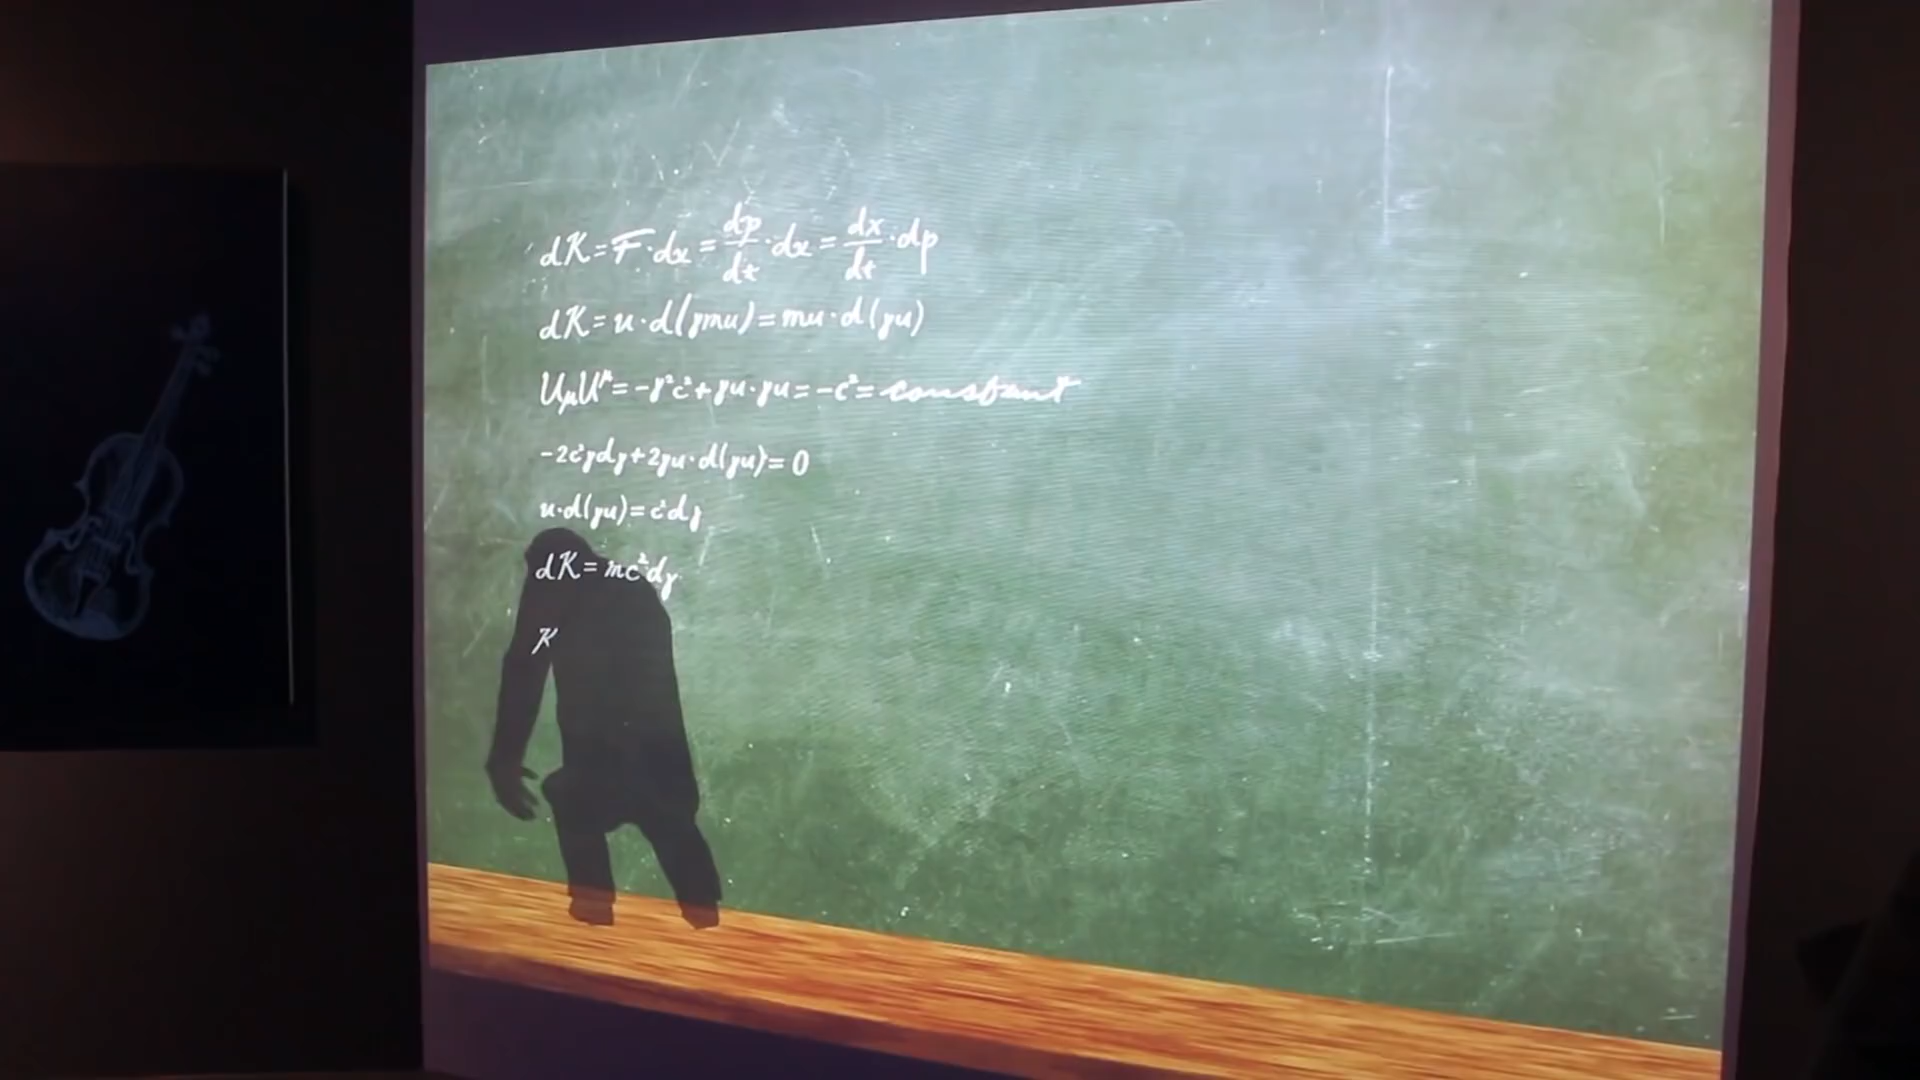 dK = F · dx = dp/dt · dx = dx/dt · dp
dK = u · d(γmu) = mu · d(γu)
UμU^μ = -γ²c² + γu · γu = -c² = constant
-2c²γdγ + 2γu · d(γu) = 0
u · d(γu) = c²dγ
dK = mc²dγ
K